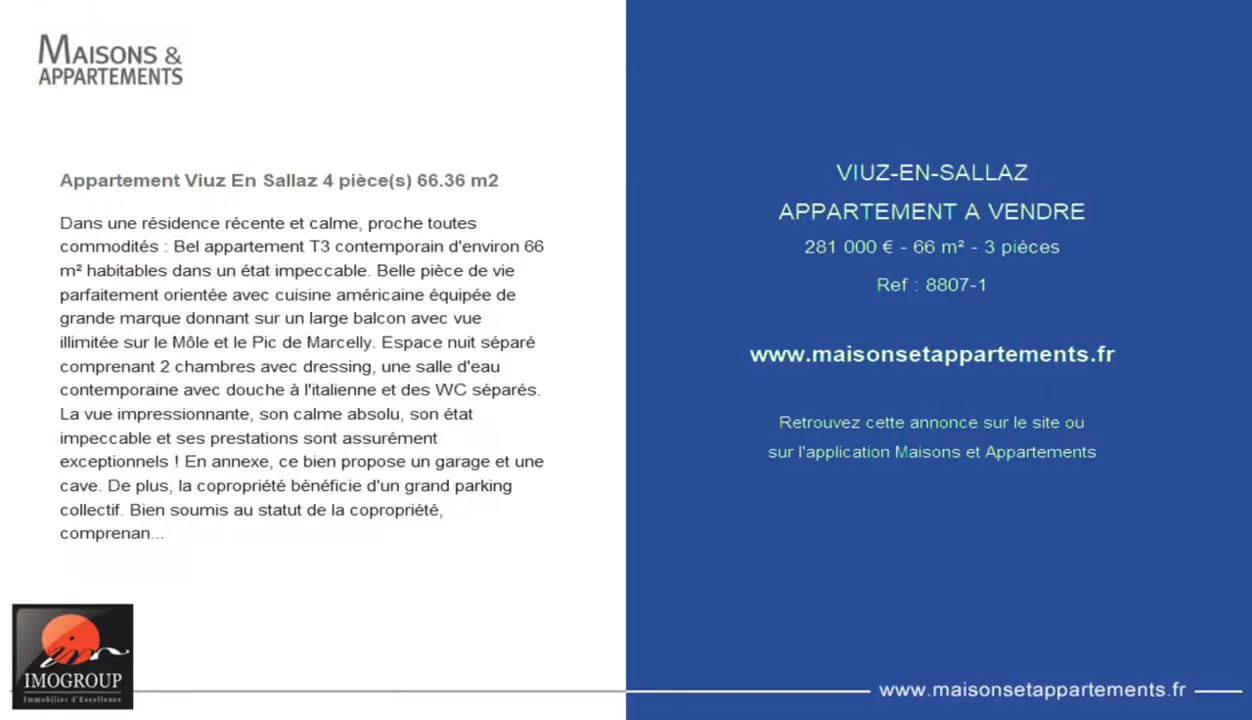 MAISONS &
APPARTEMENTS
Appartement Viuz En Sallaz 4 pièce(s) 66.36 m2
Dans une résidence récente et calme, proche toutes
commodités : Bel appartement T3 contemporain d'environ 66
m² habitables dans un état impeccable. Belle pièce de vie
parfaitement orientée avec cuisine américaine équipée de
grande marque donnant sur un large balcon avec vue
illimitée sur le Môle et le Pic de Marcelly. Espace nuit séparé
comprenant 2 chambres avec dressing, une salle d'eau
contemporaine avec douche à l'italienne et des WC séparés.
La vue impressionnante, son calme absolu, son état
impeccable et ses prestations sont assurément
exceptionnels ! En annexe, ce bien propose un garage et une
cave. De plus, la copropriété bénéficie d'un grand parking
collectif. Bien soumis au statut de la copropriété,
comprenan...
IMOGROUP
Immobilier d'Excellence
VIUZ-EN-SALLAZ
APPARTEMENT A VENDRE
281 000 € - 66 m² - 3 pièces
Ref : 8807-1
www.maisonsetappartements.fr
Retrouvez cette annonce sur le site ou
sur l'application Maisons et Appartements
www.maisonsetappartements.fr